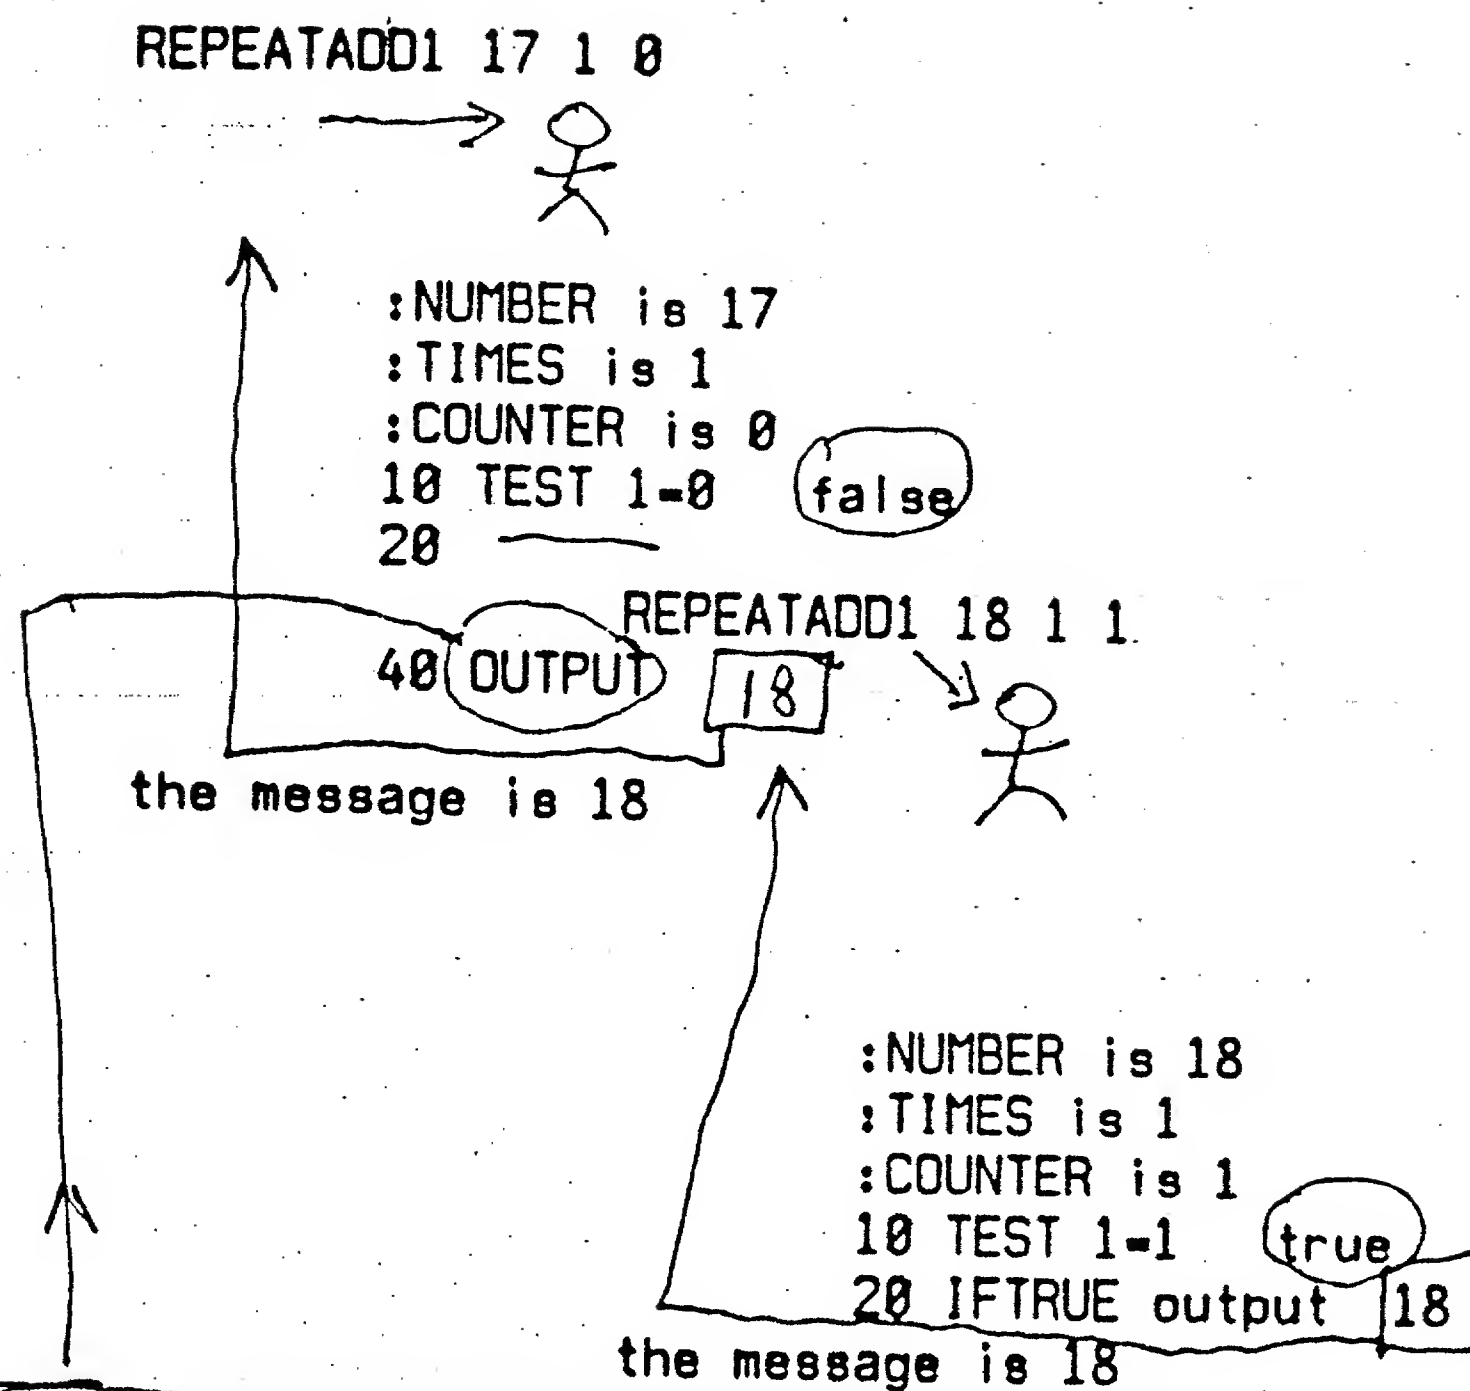 REPEATADD1 17 1 0
:NUMBER is 17
:TIMES is 1
:COUNTER is 0
10 TEST 1=0 false
20
REPEATADD1 18 1 1
40 OUTPUT 18
the message is 18
:NUMBER is 18
:TIMES is 1
:COUNTER is 1
10 TEST 1=1 true
20 IFTRUE output 18
the message is 18